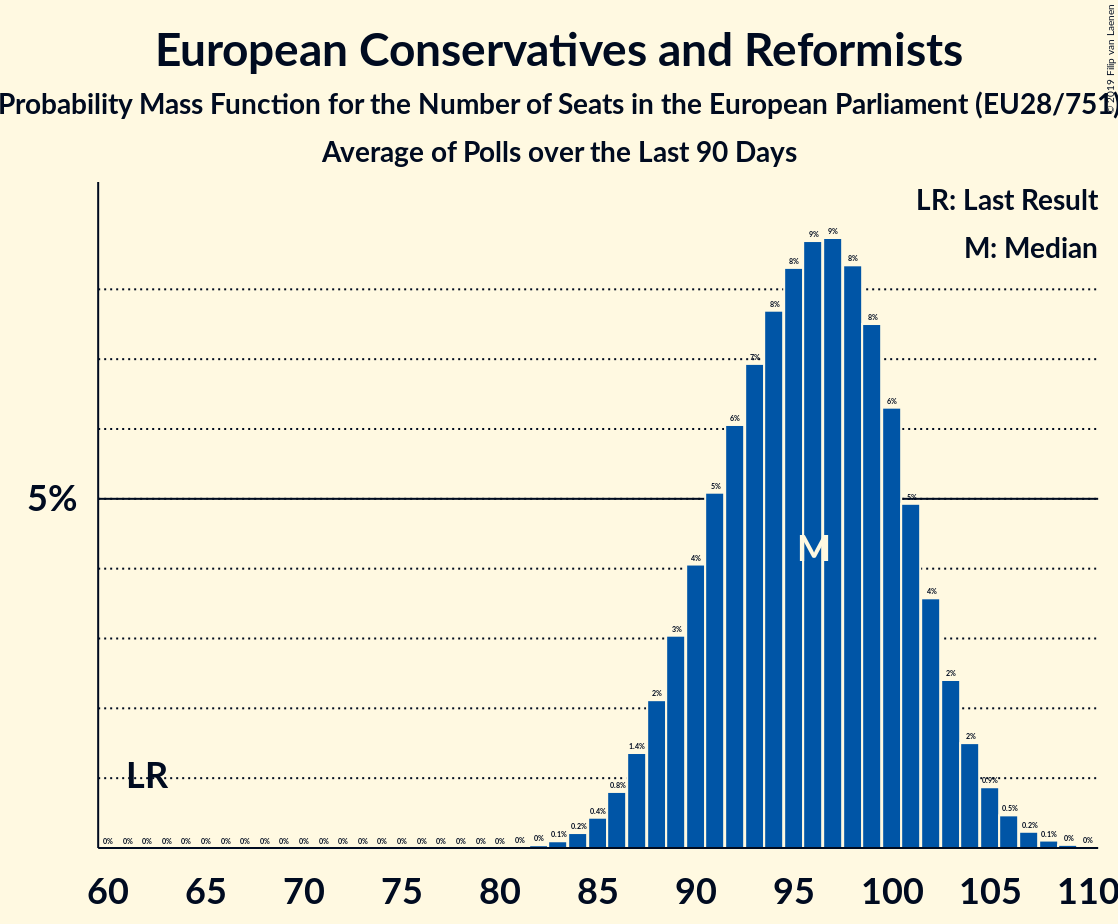 European Conservatives and Reformists
© 2019 Filip van Laenen
Probability Mass Function for the Number of Seats in the European Parliament (EU28/751)
Average of Polls over the Last 90 Days
LR: Last Result
M: Median
9% 9%
8% 8%
8% 8%
7%
6% 6%
5%
5% 5%
M
4% 4%
3%
2% 2%
1.4% 2%
LR
0.8% 0.9%
0.4% 0.5%
0% 0% 0% 0% 0% 0% 0% 0% 0% 0% 0% 0% 0% 0% 0% 0% 0% 0% 0% 0% 0% 0% 0% 0.1% 0.2% 0.2% 0.1% 0% 0%
60 65 70 75 80 85 90 95 100 105 110